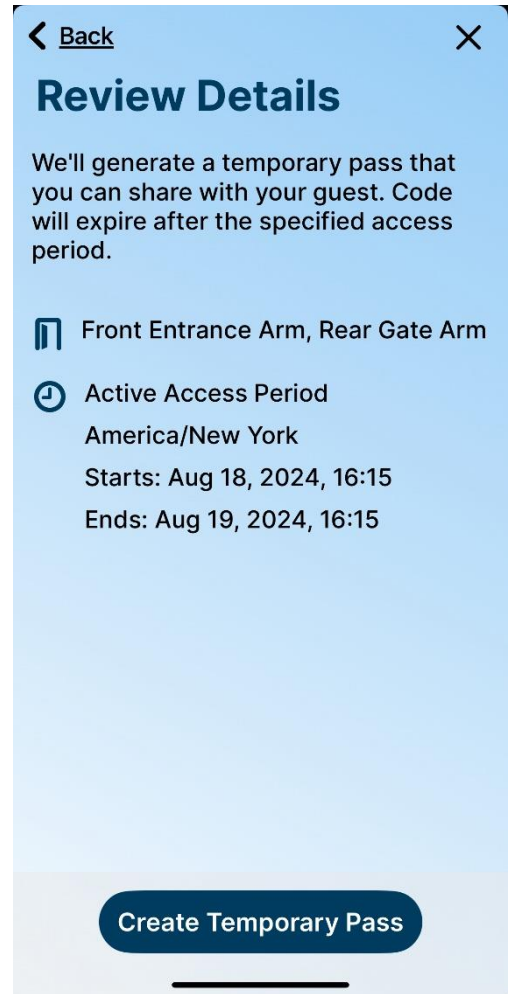 Back
Review Details
We'll generate a temporary pass that
you can share with your guest. Code
will expire after the specified access
period.
Front Entrance Arm, Rear Gate Arm
Active Access Period
America/New York
Starts: Aug 18, 2024, 16:15
Ends: Aug 19, 2024, 16:15
Create Temporary Pass